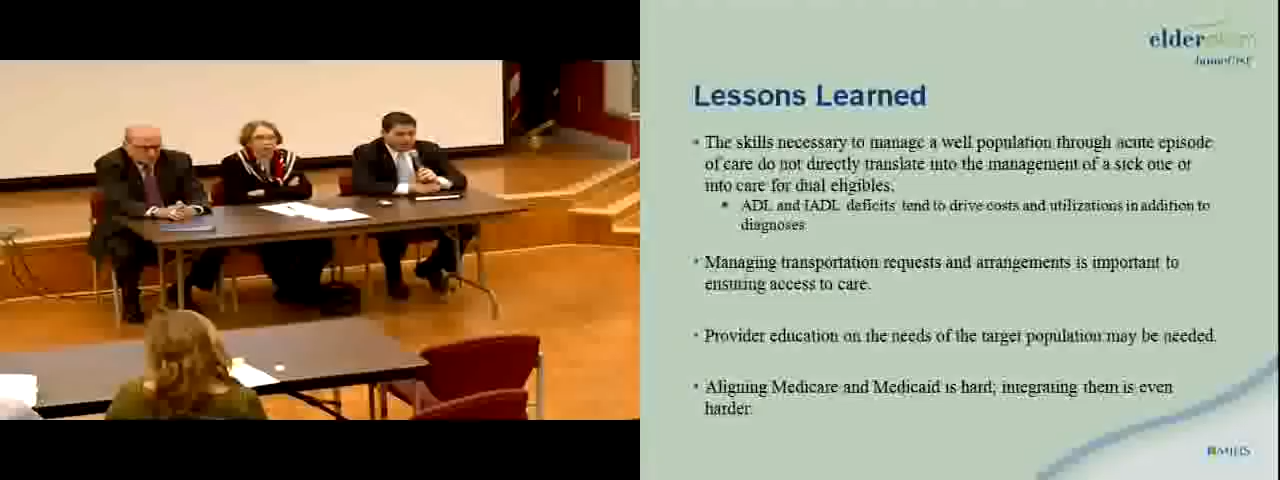 elder
Lessons Learned
• The skills necessary to manage a well population through acute episode
of care do not directly translate into the management of a sick one or
into care for dual eligibles.
• ADL and IADL deficits tend to drive costs and utilizations in addition to
diagnoses
• Managing transportation requests and arrangements is important to
ensuring access to care.
• Provider education on the needs of the target population may be needed.
• Aligning Medicare and Medicaid is hard; integrating them is even
harder.